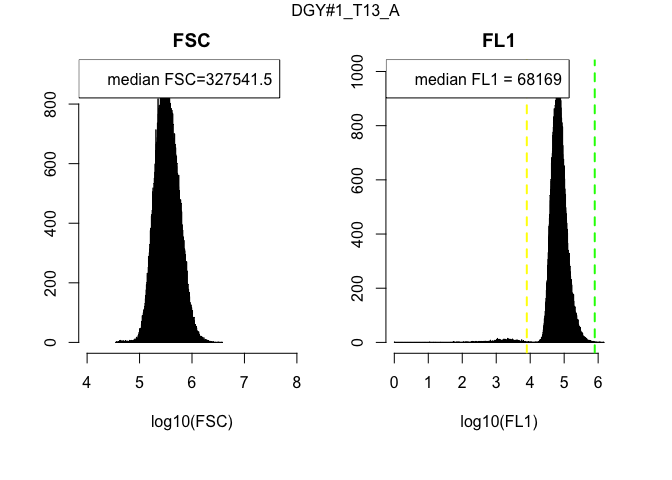 DGY#1_T13_A
FSC
median FSC=327541.5
0
200
400
600
800
4 5 6 7 8
log10(FSC)
FL1
median FL1 = 68169
0
200
400
600
800
1000
0 1 2 3 4 5 6
log10(FL1)